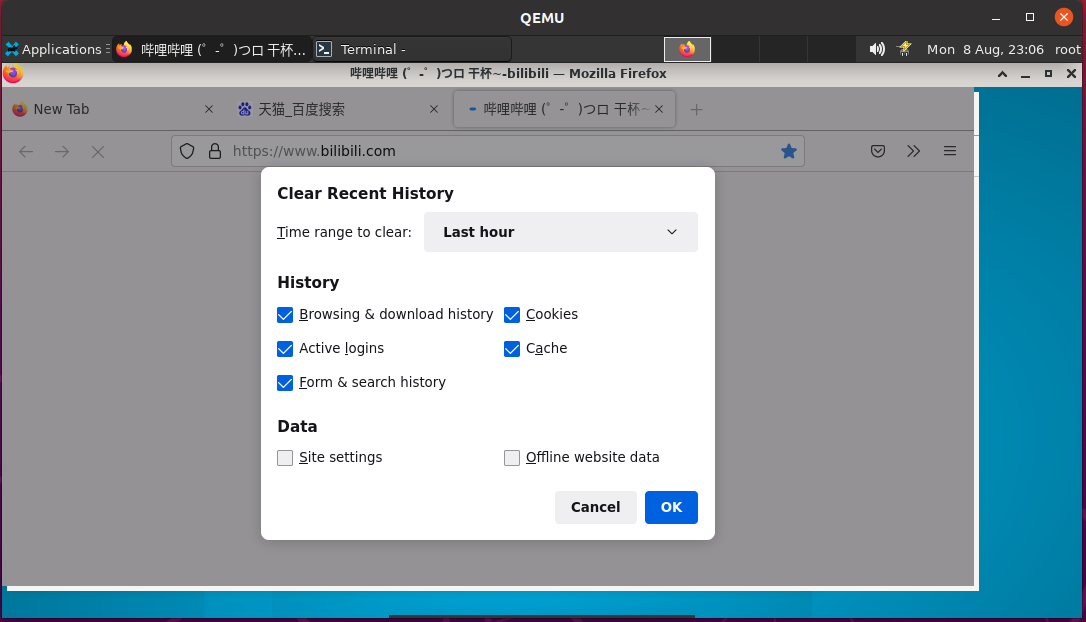 QEMU
Applications 哔哩哔哩 (゜-゜)つロ 干杯... Terminal - Mon 8 Aug, 23:06 root
哔哩哔哩 (゜-゜)つロ 干杯~-bilibili — Mozilla Firefox
New Tab 天猫_百度搜索 哔哩哔哩 (゜-゜)つロ 干杯~
https://www.bilibili.com
Clear Recent History
Time range to clear: Last hour
History
Browsing & download history Cookies
Active logins Cache
Form & search history
Data
Site settings Offline website data
Cancel OK